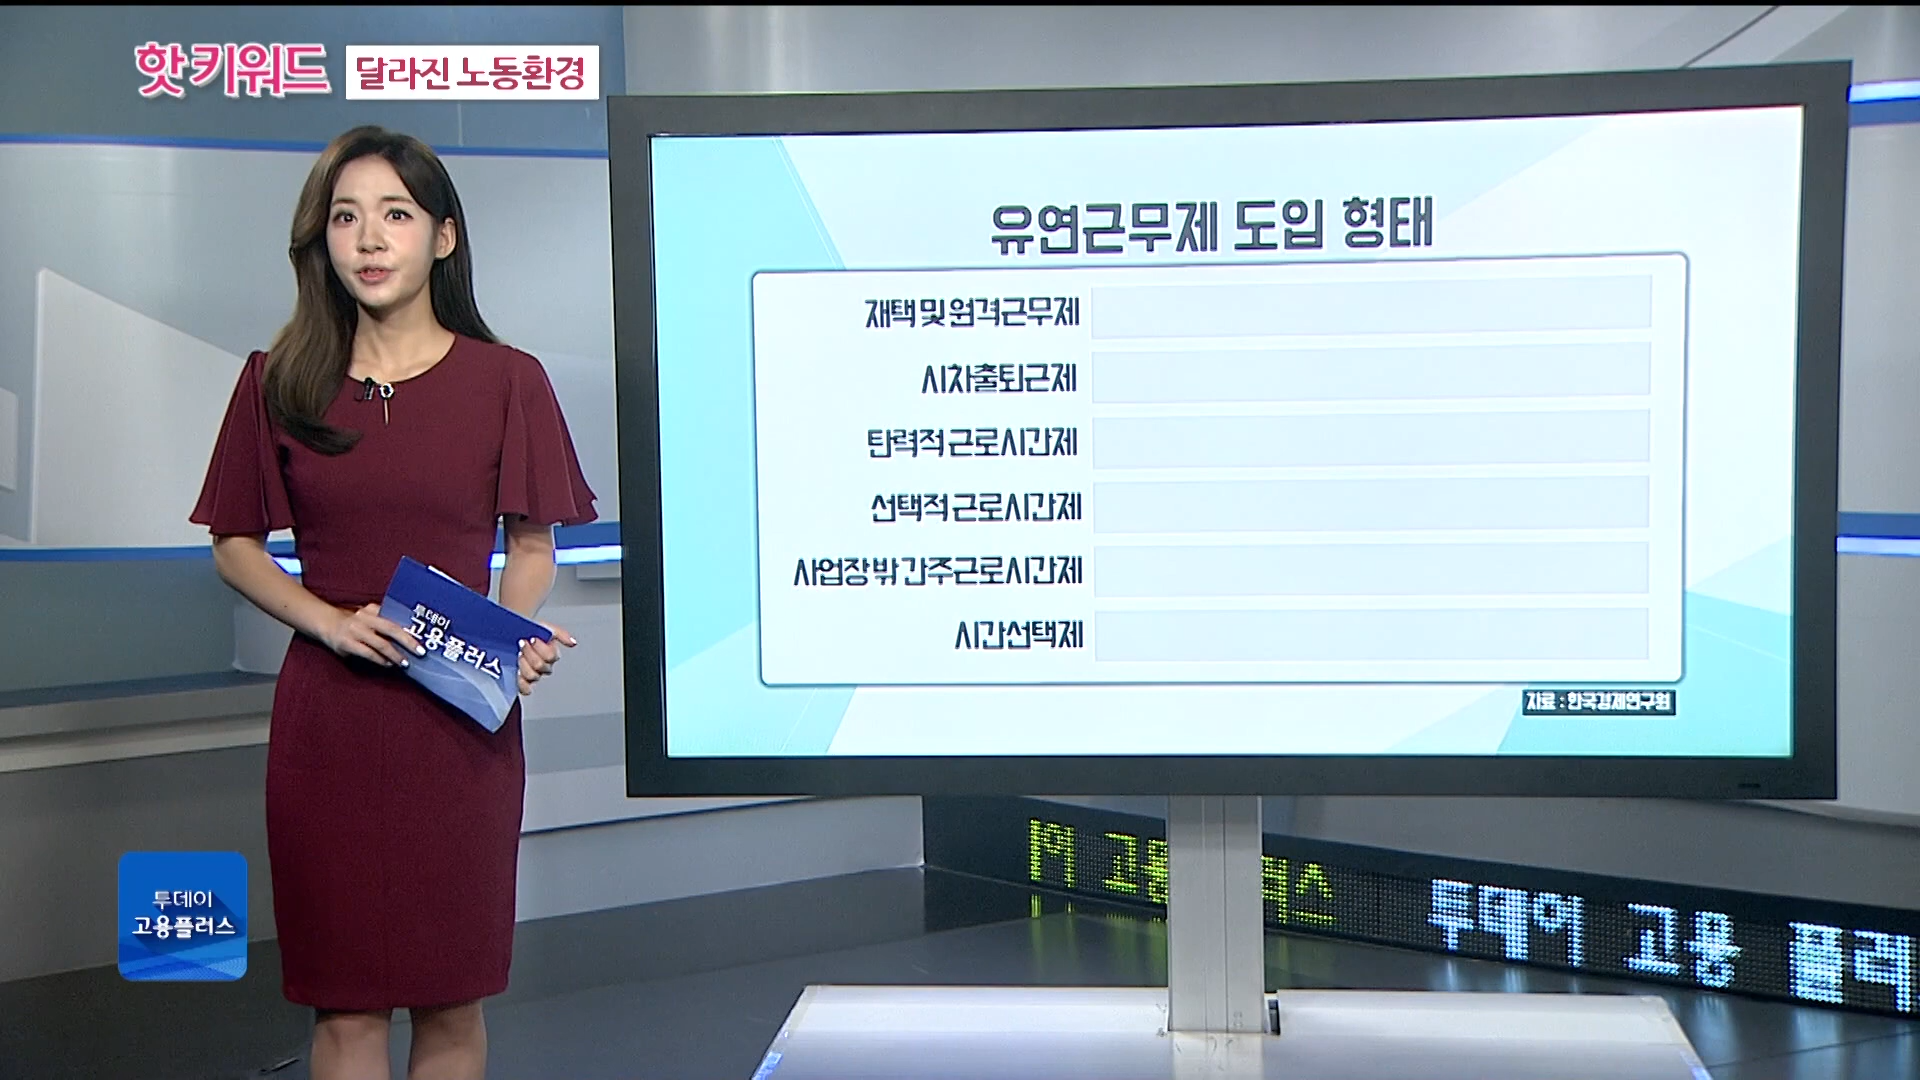 핫 키워드 달라진 노동환경
유연근무제 도입 형태
재택 및 원격근무제
시차출퇴근제
탄력적 근로시간제
선택적 근로시간제
사업장 밖 간주근로시간제
시간선택제
자료 : 한국경제연구원
투데이
고용플러스
투데이
고용플러스
투데이 고용 플러